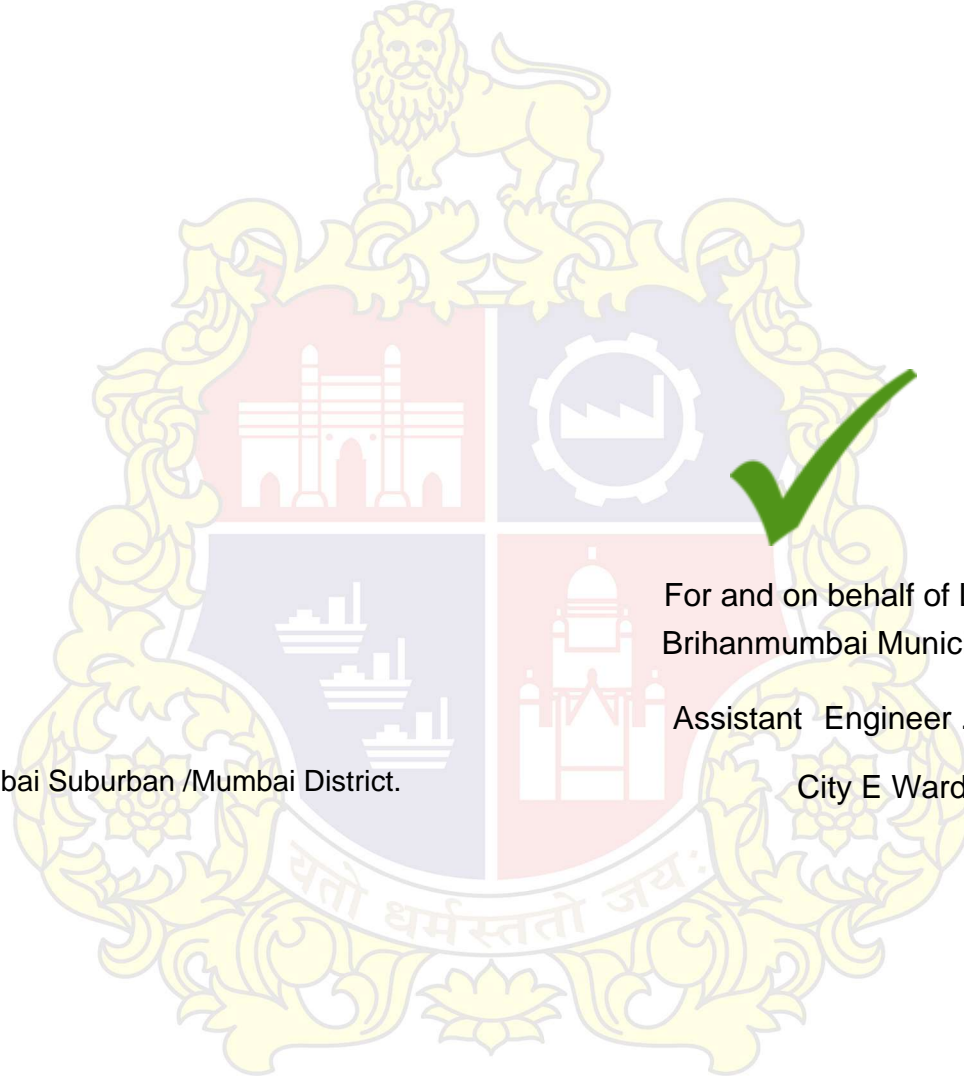 For and on behalf of
Brihanmumbai Munic
Assistant Engineer
bai Suburban /Mumbai District.
City E Ward
यतो धर्मस्ततो जय: